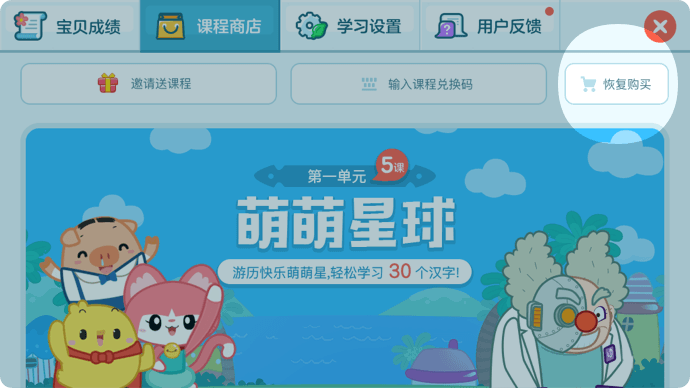 宝贝成绩
课程商店
学习设置
用户反馈
邀请送课程
输入课程兑换码
恢复购买
第一单元
5课
萌萌星球
游历快乐萌萌星,轻松学习 30 个汉字!